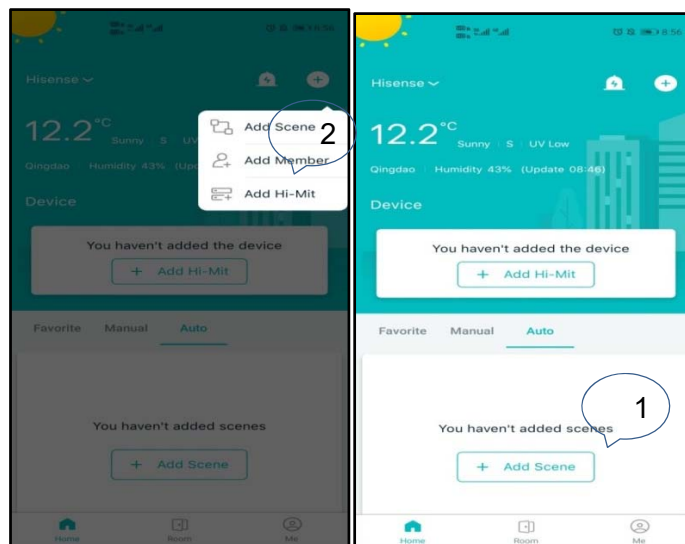 Hisense
12.2°C Sunny S UV
Qingdao Humidity 43% (Upd
Device
2
Add Scene
Add Member
Add Hi-Mit
You haven't added the device
+ Add Hi-Mit
Favorite Manual Auto
You haven't added scenes
+ Add Scene
Home Room Me
8:56
Hisense
12.2°C Sunny S UV Low
Qingdao Humidity 43% (Update 08:46)
Device
You haven't added the device
+ Add Hi-Mit
Favorite Manual Auto
1
You haven't added scenes
+ Add Scene
Home Room Me